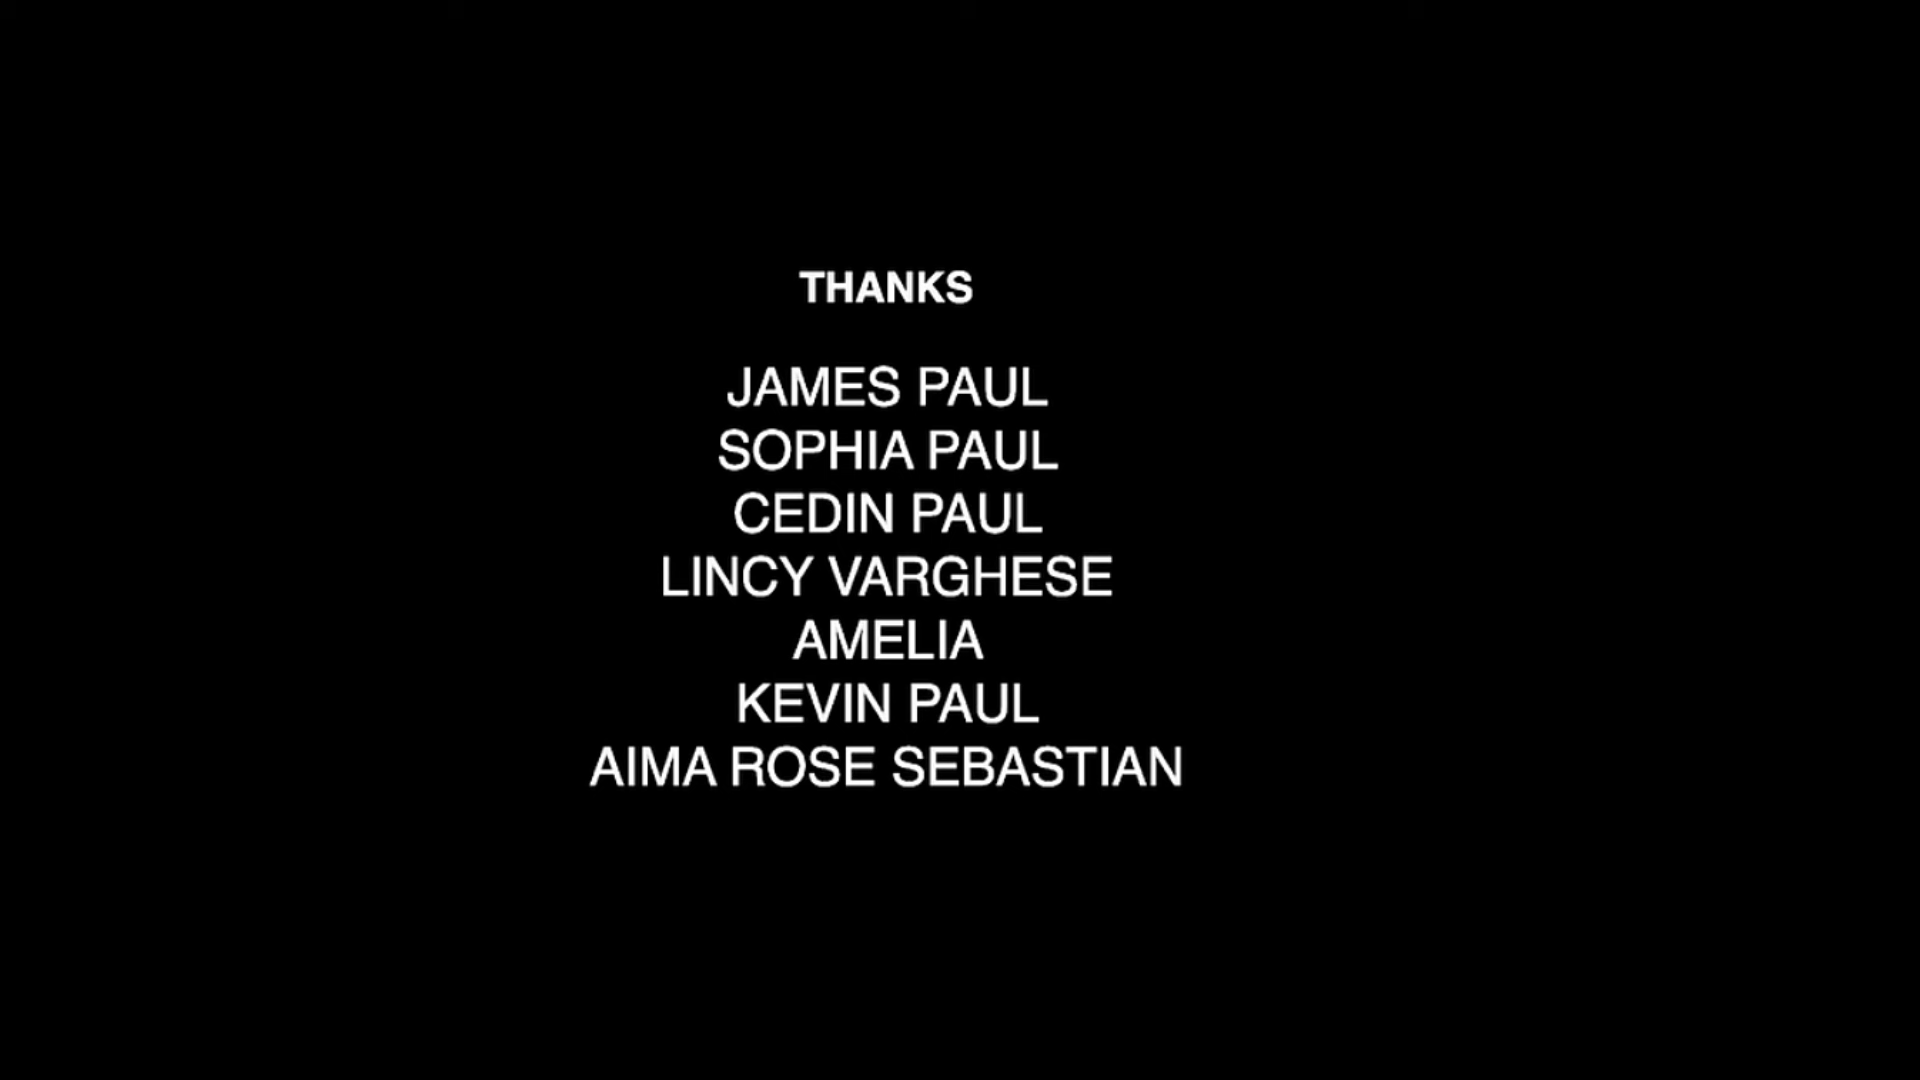 THANKS
JAMES PAUL
SOPHIA PAUL
CEDIN PAUL
LINCY VARGHESE
AMELIA
KEVIN PAUL
AIMA ROSE SEBASTIAN